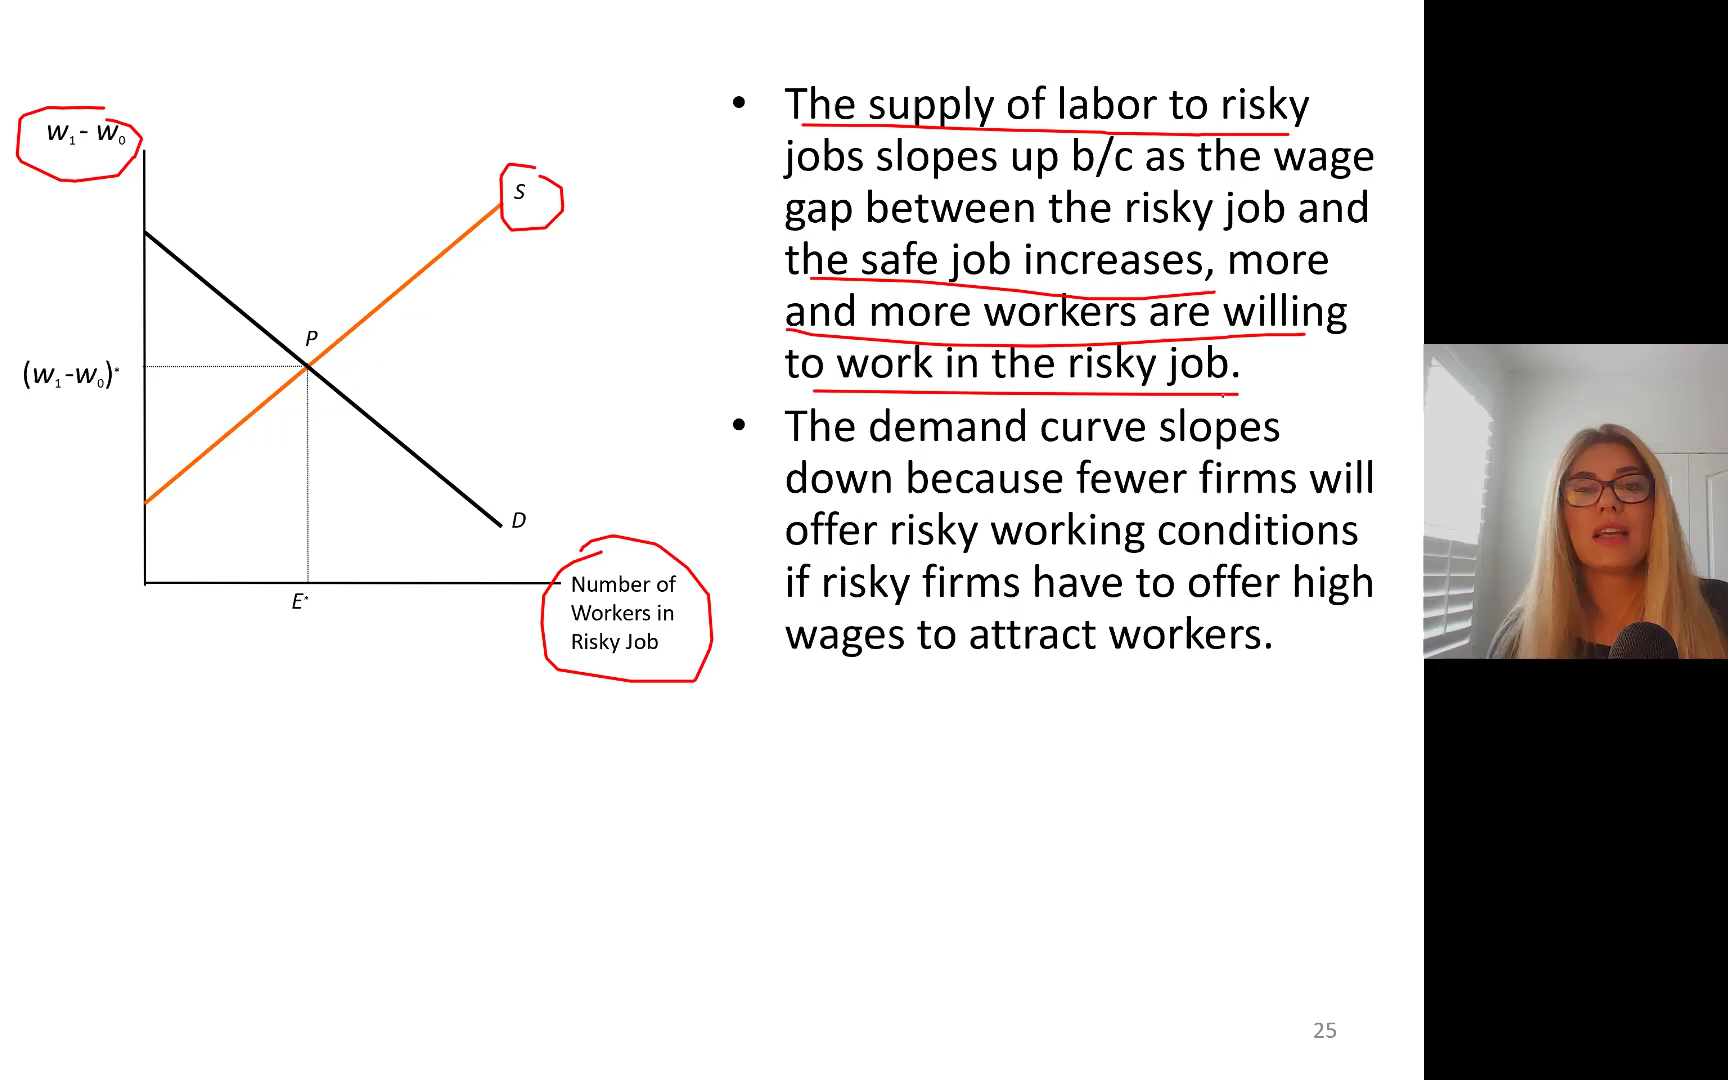 w₁- w₀
S
P
(w₁-w₀)*
D
E*
Number of
Workers in
Risky Job
• The supply of labor to risky
jobs slopes up b/c as the wage
gap between the risky job and
the safe job increases, more
and more workers are willing
to work in the risky job.
• The demand curve slopes
down because fewer firms will
offer risky working conditions
if risky firms have to offer high
wages to attract workers.
25